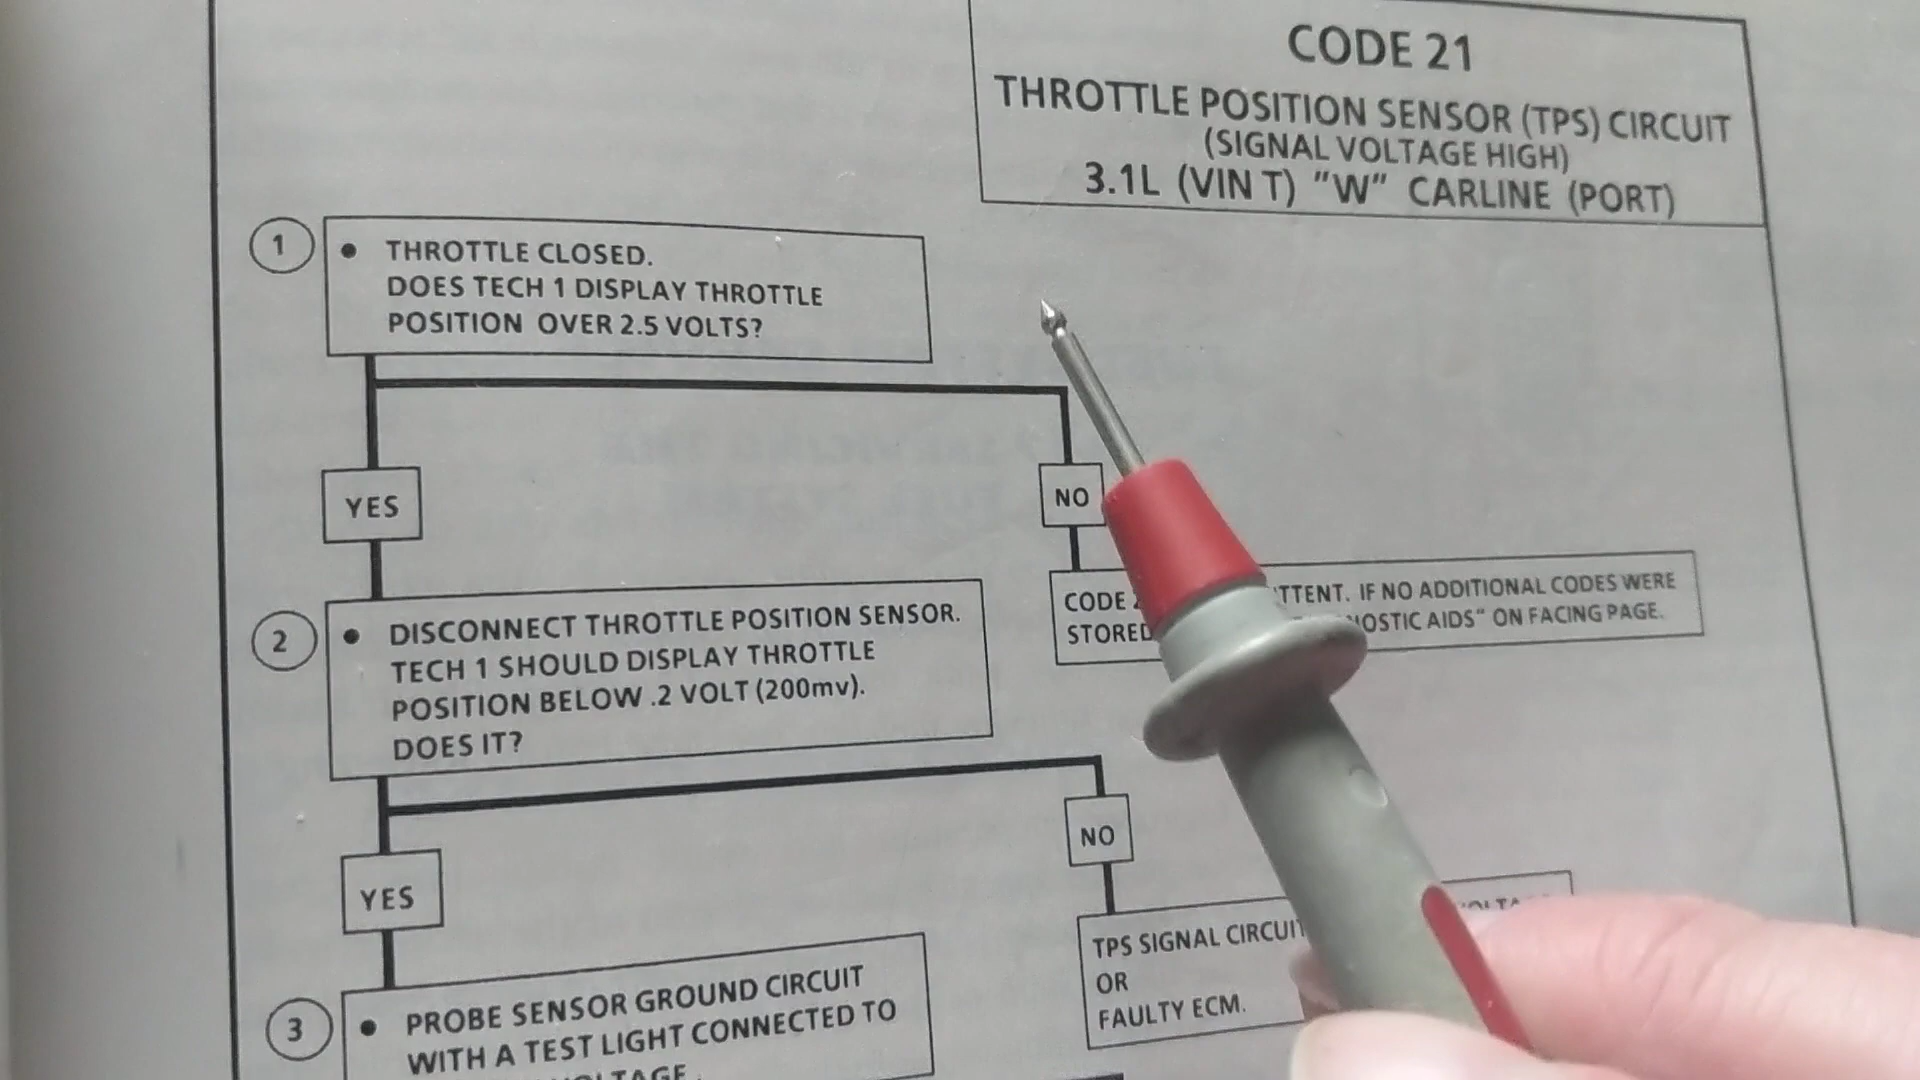 CODE 21
THROTTLE POSITION SENSOR (TPS) CIRCUIT
(SIGNAL VOLTAGE HIGH)
3.1L (VIN T) "W" CARLINE (PORT)
1
• THROTTLE CLOSED.
DOES TECH 1 DISPLAY THROTTLE
POSITION OVER 2.5 VOLTS?
YES
NO
CODE
IF NO ADDITIONAL CODES WERE
STORED
AIDS" ON FACING PAGE.
2
• DISCONNECT THROTTLE POSITION SENSOR.
TECH 1 SHOULD DISPLAY THROTTLE
POSITION BELOW .2 VOLT (200mv).
DOES IT?
YES
NO
TPS SIGNAL CIRCUIT
OR
FAULTY ECM.
3
• PROBE SENSOR GROUND CIRCUIT
WITH A TEST LIGHT CONNECTED TO